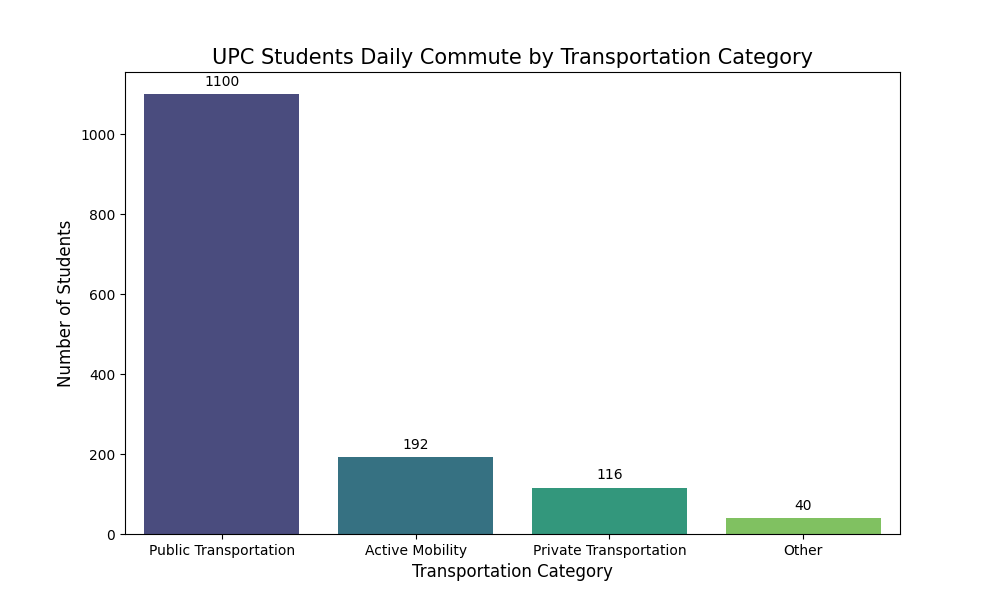 UPC Students Daily Commute by Transportation Category
1100
1000
800
600
400
200
0
Number of Students
192
116
40
Public Transportation
Active Mobility
Private Transportation
Other
Transportation Category